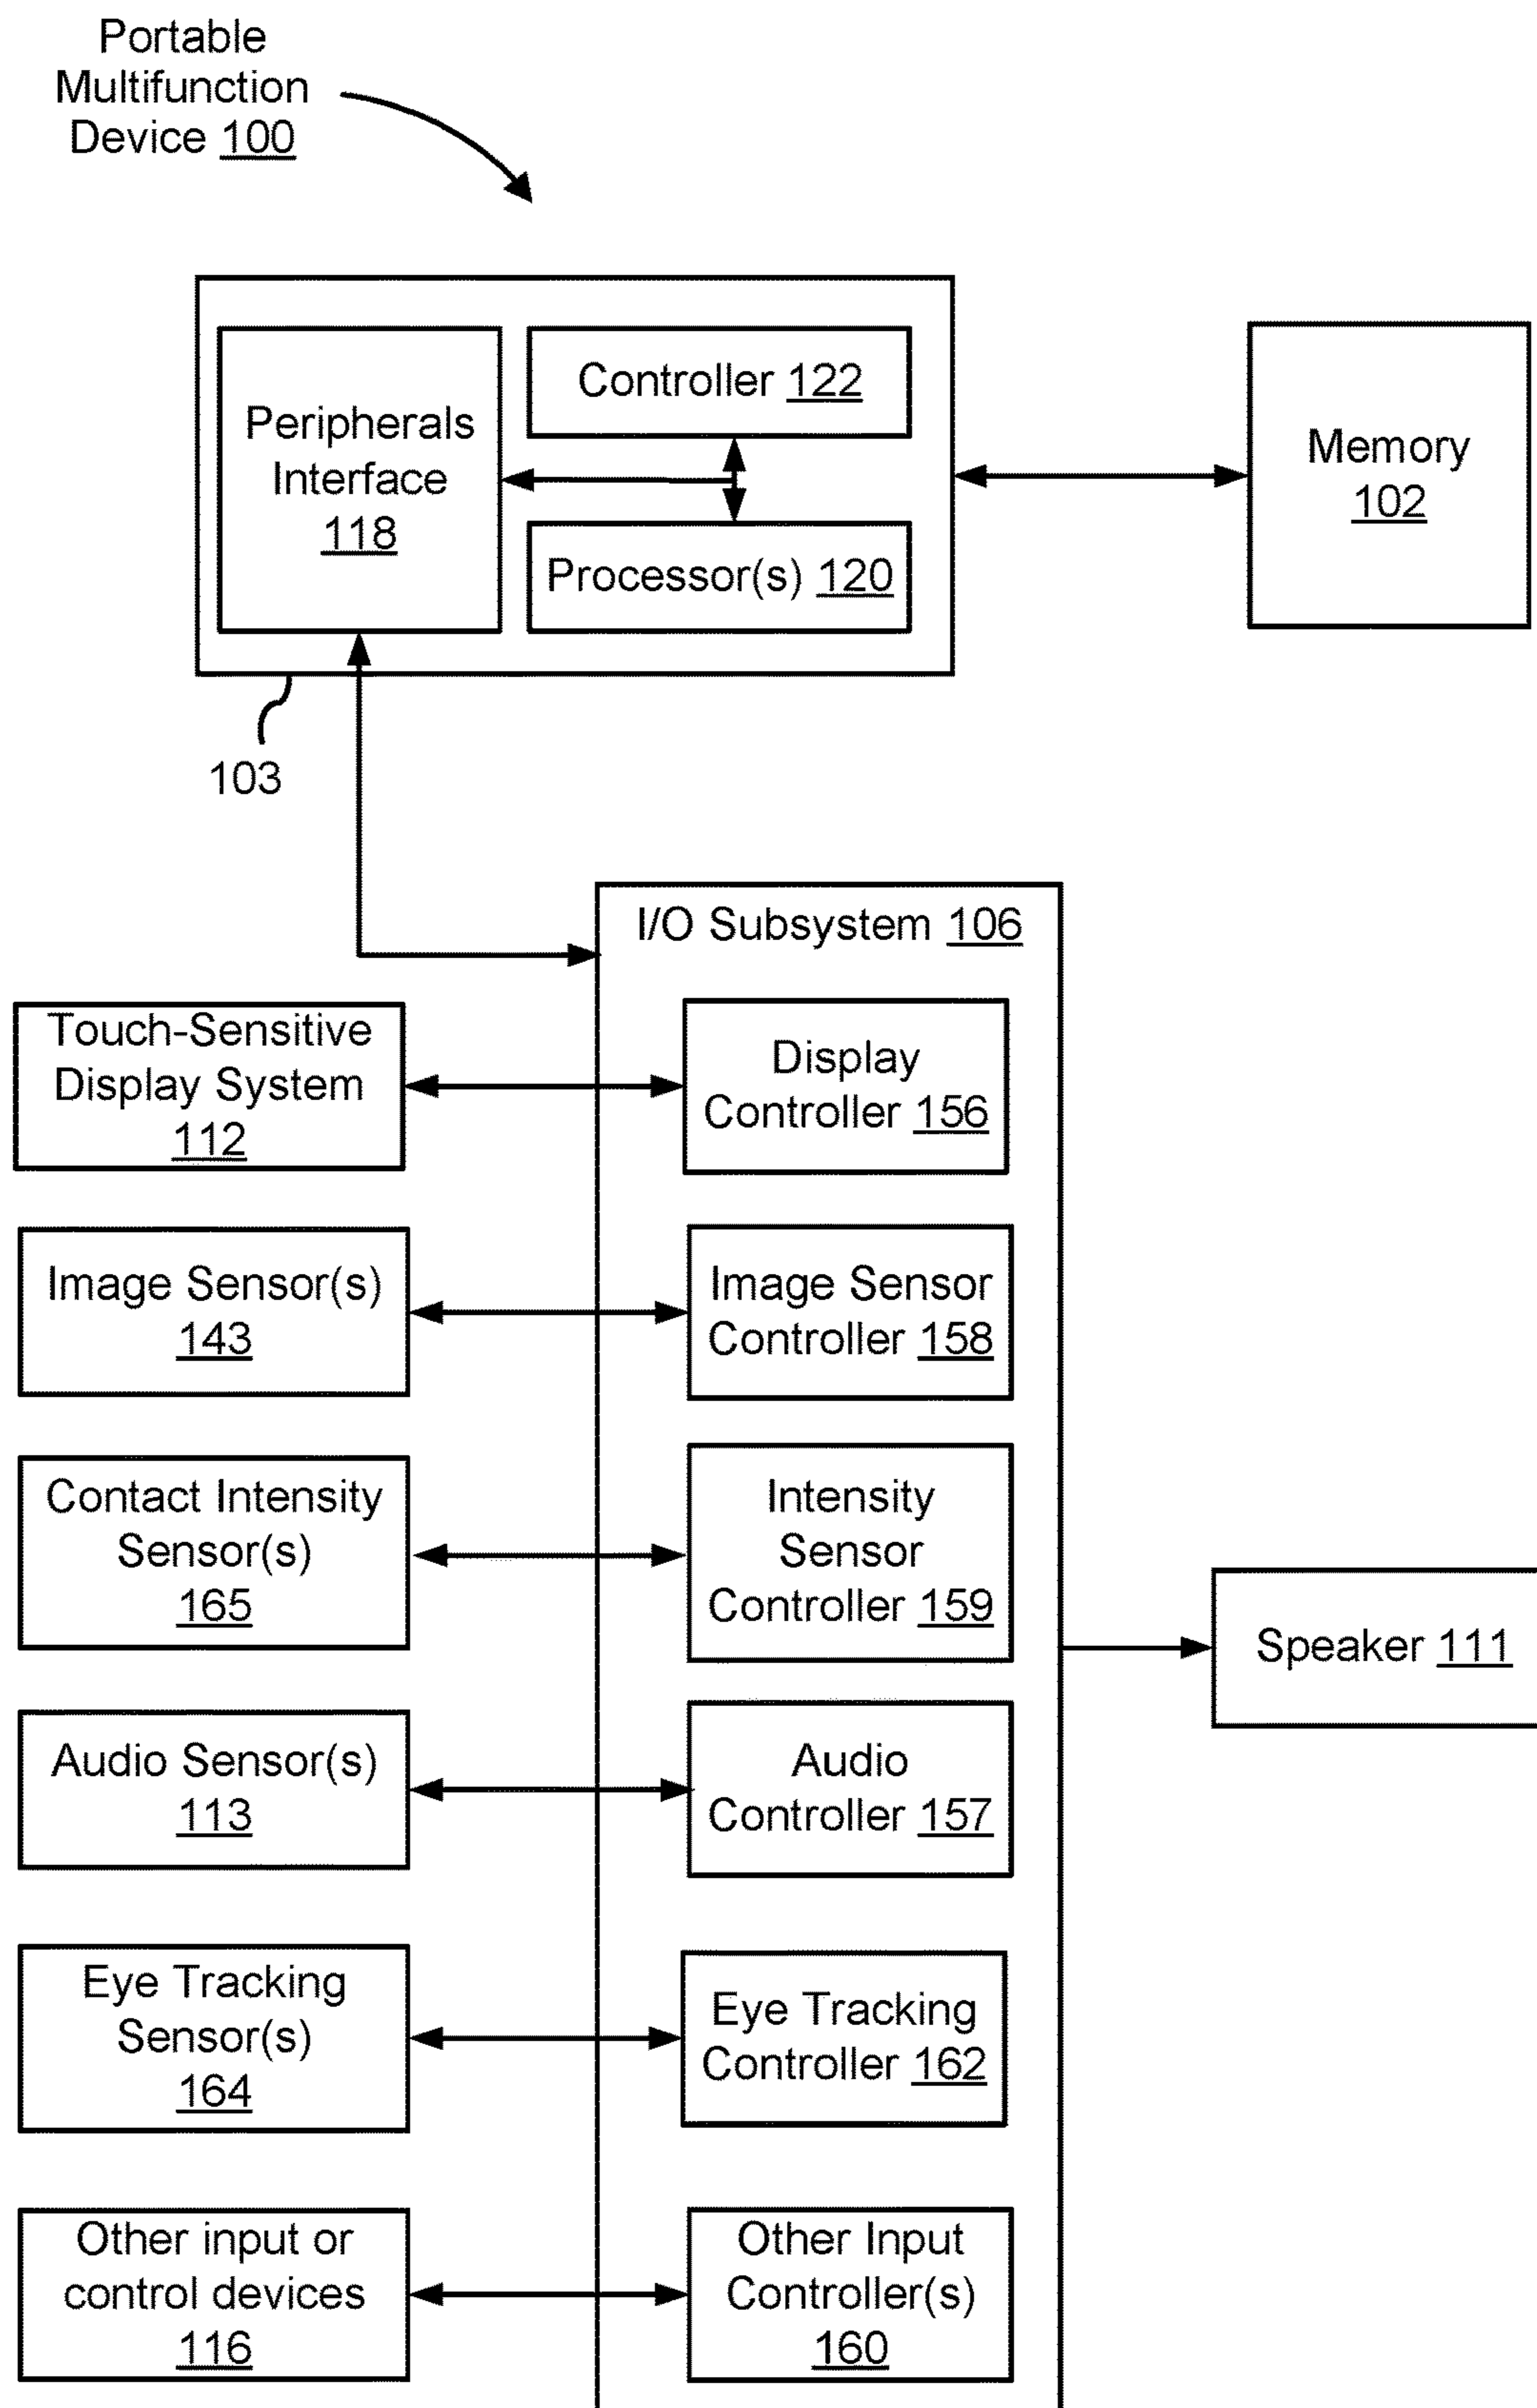 Portable
Multifunction
Device 100
Peripherals
Interface
118
Controller 122
Processor(s) 120
Memory
102
103
I/O Subsystem 106
Touch-Sensitive
Display System
112
Display
Controller 156
Image Sensor(s)
143
Image Sensor
Controller 158
Contact Intensity
Sensor(s)
165
Intensity
Sensor
Controller 159
Speaker 111
Audio Sensor(s)
113
Audio
Controller 157
Eye Tracking
Sensor(s)
164
Eye Tracking
Controller 162
Other input or
control devices
116
Other Input
Controller(s)
160